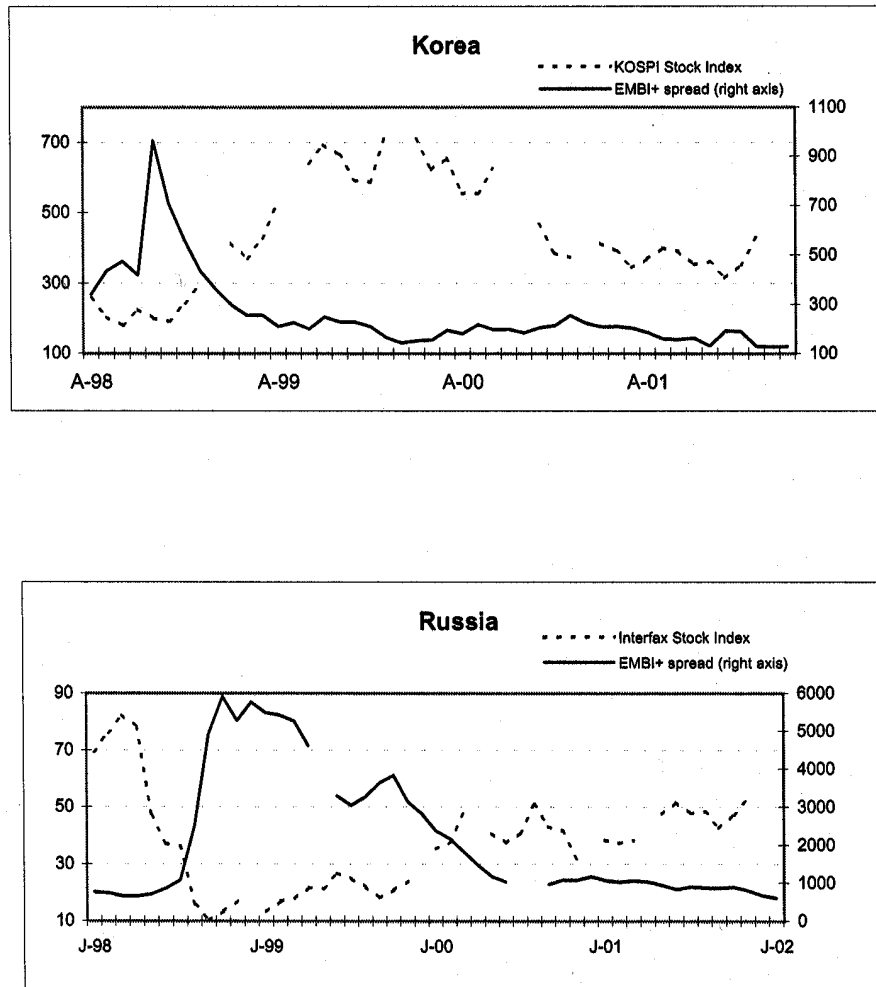 Korea
KOSPI Stock Index
EMBI+ spread (right axis)
700
500
300
100
1100
900
700
500
300
100
A-98 A-99 A-00 A-01
Russia
Interfax Stock Index
EMBI+ spread (right axis)
90
70
50
30
10
6000
5000
4000
3000
2000
1000
0
J-98 J-99 J-00 J-01 J-02